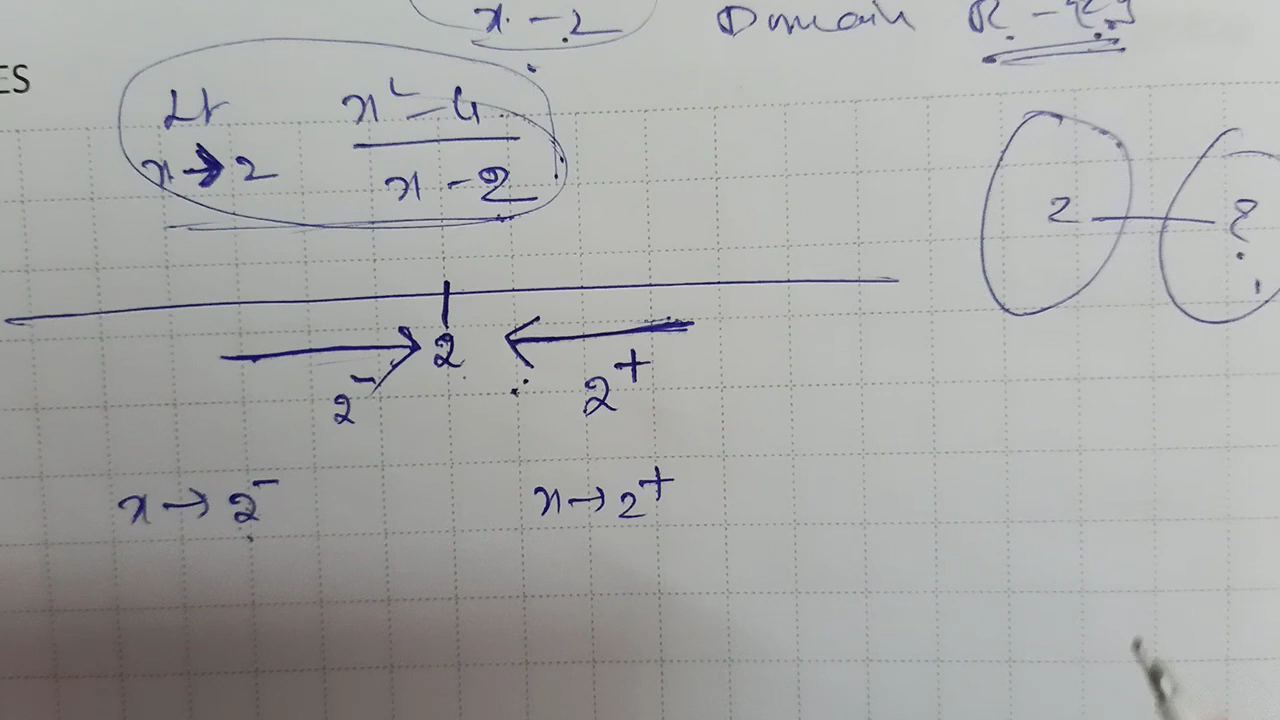 x - 2 Domain R - {2}
ES
Lt x² - 4
x → 2 x - 2
2 ?
2
2⁻ 2⁺
x → 2⁻ x → 2⁺